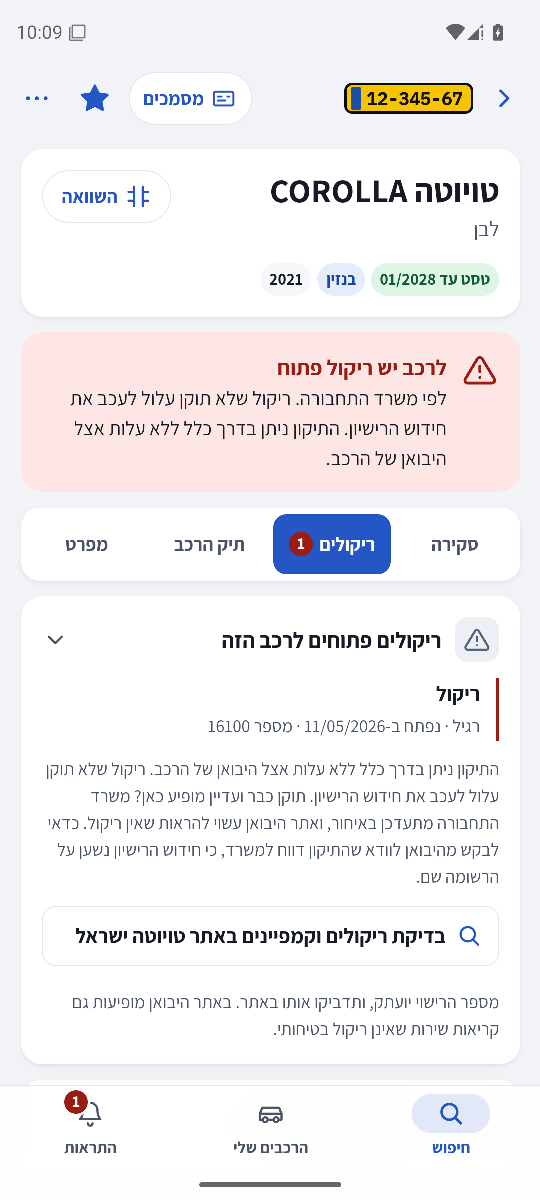 10:09
12-345-67
מסמכים
טויוטה COROLLA
השוואה
לבן
טסט עד 01/2028
בנזין
2021
לרכב יש ריקול פתוח
לפי משרד התחבורה. ריקול שלא תוקן עלול לעכב את
חידוש הרישיון. התיקון ניתן בדרך כלל ללא עלות אצל
היבואן של הרכב.
סקירה
ריקולים 1
תיק הרכב
מפרט
ריקולים פתוחים לרכב הזה
ריקול
רגיל · נפתח ב-11/05/2026 · מספר 16100
התיקון ניתן בדרך כלל ללא עלות אצל היבואן של הרכב. ריקול שלא תוקן
עלול לעכב את חידוש הרישיון. תוקן כבר ועדיין מופיע כאן? משרד
התחבורה מתעדכן באיחור, ואתר היבואן עשוי להראות שאין ריקול. כדאי
לבקש מהיבואן לוודא שהתיקון דווח למשרד, כי חידוש הרישיון נשען על
הרשומה שם.
בדיקת ריקולים וקמפיינים באתר טויוטה ישראל
מספר הרישוי יועתק, ותדביקו אותו באתר. באתר היבואן מופיעות גם
קריאות שירות שאינן ריקול בטיחותי.
חיפוש
הרכבים שלי
1
התראות